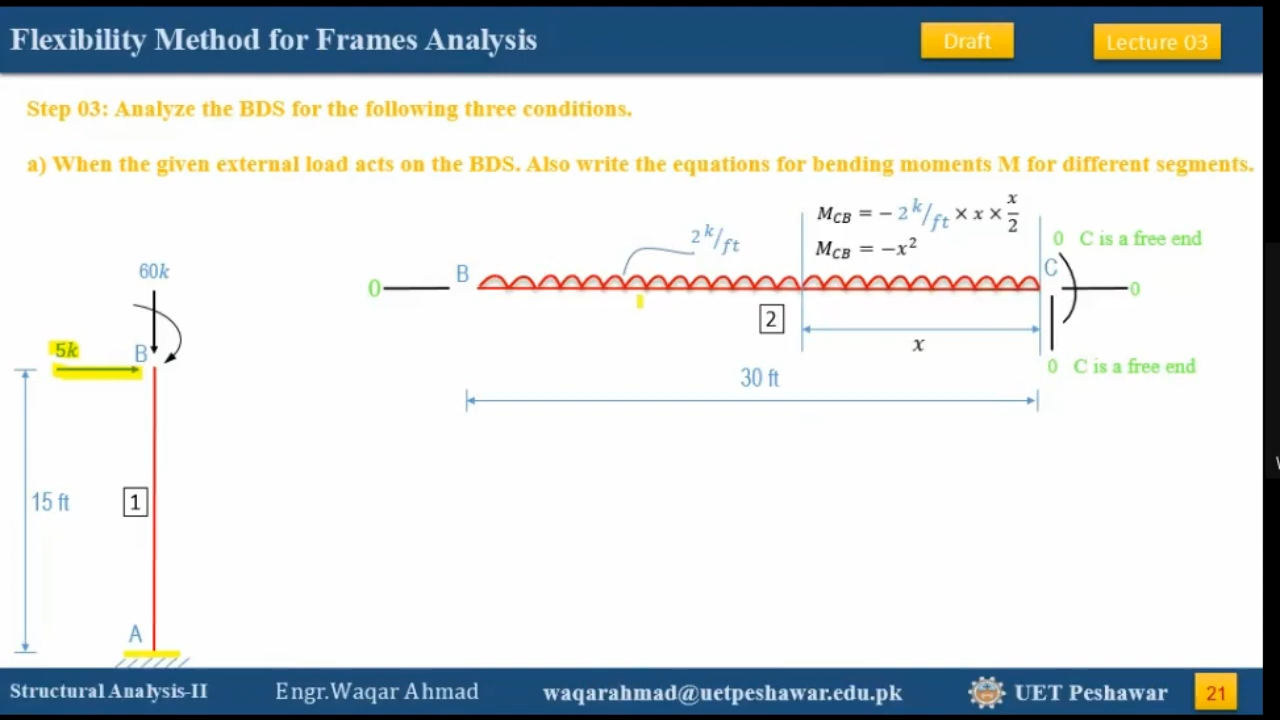 Flexibility Method for Frames Analysis
Draft
Lecture 03
Step 03: Analyze the BDS for the following three conditions.
a) When the given external load acts on the BDS. Also write the equations for bending moments M for different segments.
M_CB = − 2 k/ft × x × x/2
M_CB = −x²
2 k/ft
0 C is a free end
60k
B
C
0
0
2
5k
B
x
0 C is a free end
30 ft
15 ft
1
A
Structural Analysis-II
Engr.Waqar Ahmad
waqarahmad@uetpeshawar.edu.pk
UET Peshawar
21